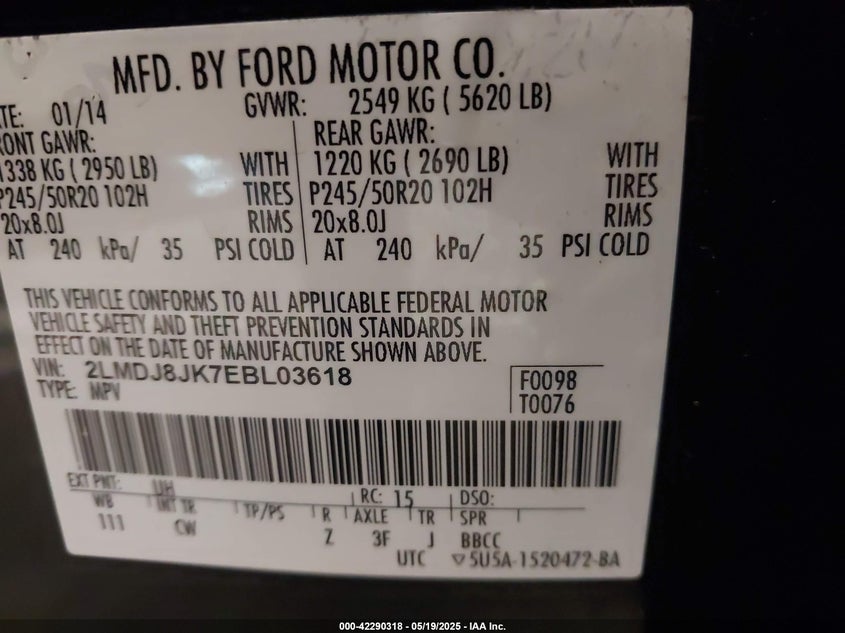 MFD. BY FORD MOTOR CO.
ATE: 01/14 GVWR: 2549 KG ( 5620 LB)
RONT GAWR: REAR GAWR:
1338 KG ( 2950 LB) WITH 1220 KG ( 2690 LB) WITH
P245/50R20 102H TIRES P245/50R20 102H TIRES
20x8.0J RIMS 20x8.0J RIMS
AT 240 kPa/ 35 PSI COLD AT 240 kPa/ 35 PSI COLD
THIS VEHICLE CONFORMS TO ALL APPLICABLE FEDERAL MOTOR
VEHICLE SAFETY AND THEFT PREVENTION STANDARDS IN
EFFECT ON THE DATE OF MANUFACTURE SHOWN ABOVE.
VIN: 2LMDJ8JK7EBL03618 F0098
TYPE: MPV T0076
EXT PNT: UH RC: 15 DSO:
WB INT TR TP/PS R AXLE TR SPR
111 CW Z 3F J BBCC
UTC ▽5U5A-1520472-BA
000-42290318 - 05/19/2025 - IAA Inc.